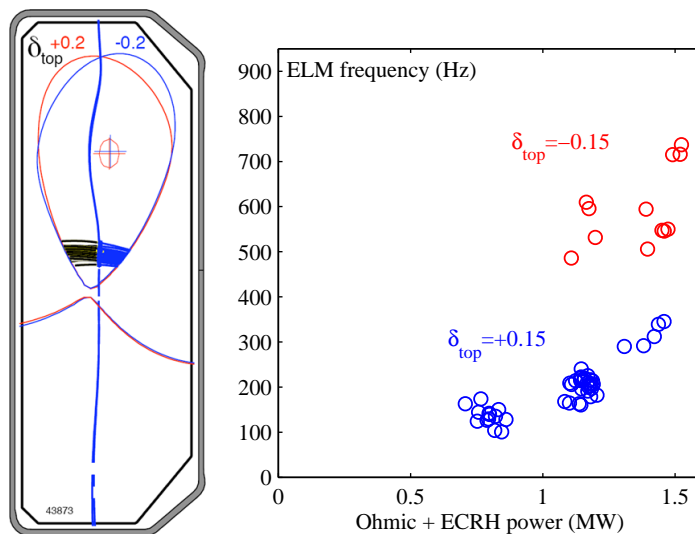 δtop +0.2 -0.2
43873
ELM frequency (Hz)
900
800
700
600
500
400
300
200
100
0
δtop=−0.15
δtop=+0.15
0 0.5 1 1.5
Ohmic + ECRH power (MW)